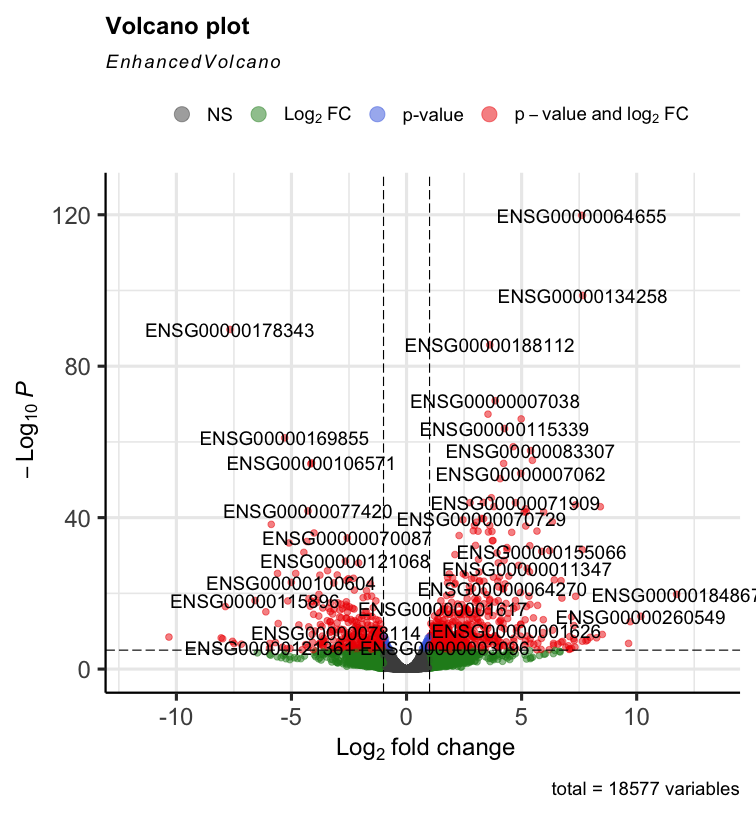 Volcano plot
EnhancedVolcano
NS Log2 FC p-value p – value and log2 FC
120
ENSG00000064655
ENSG00000134258
ENSG00000178343
ENSG00000188112
80
ENSG00000007038
ENSG00000115339
ENSG00000169855
ENSG00000083307
ENSG00000106571
ENSG00000007062
ENSG00000071909
ENSG00000077420
ENSG00000070729
40
ENSG00000070087
ENSG00000155066
ENSG00000121068
ENSG00000011347
ENSG00000100604
ENSG00000064270
ENSG00000184867
ENSG00000115896
ENSG00000001617
ENSG00000260549
ENSG00000078114
ENSG00000001626
ENSG00000121361
ENSG00000003096
0
– Log10 P
-10 -5 0 5 10
Log2 fold change
total = 18577 variables